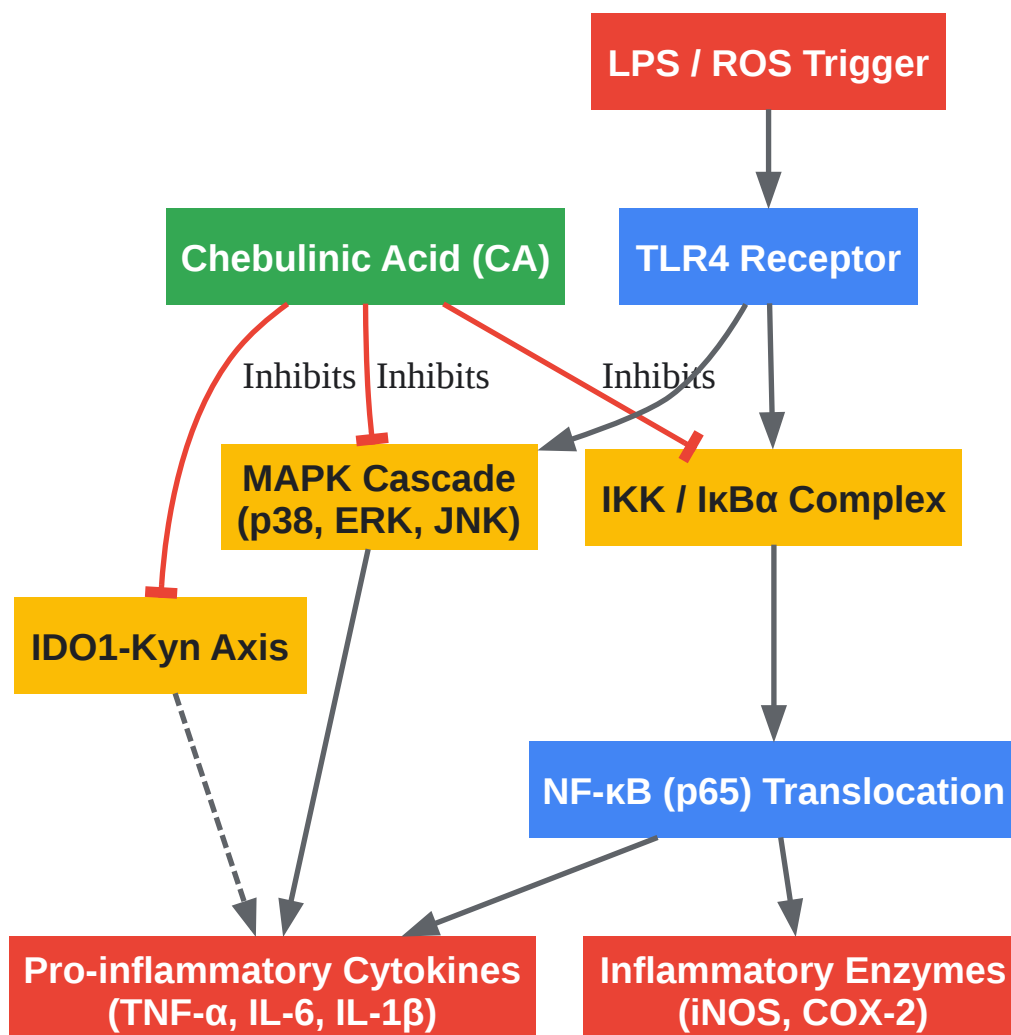 LPS / ROS Trigger
Chebulinic Acid (CA)
TLR4 Receptor
Inhibits
Inhibits
Inhibits
MAPK Cascade
(p38, ERK, JNK)
IKK / IκBα Complex
IDO1-Kyn Axis
NF-κB (p65) Translocation
Pro-inflammatory Cytokines
(TNF-α, IL-6, IL-1β)
Inflammatory Enzymes
(iNOS, COX-2)